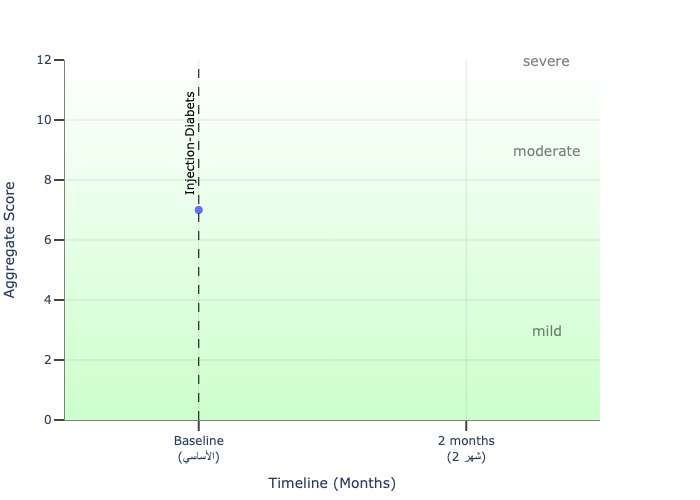 Aggregate Score
12
10
8
6
4
2
0
severe
moderate
mild
Injection-Diabets
Baseline
(الأساسي)
2 months
(2 شهر)
Timeline (Months)